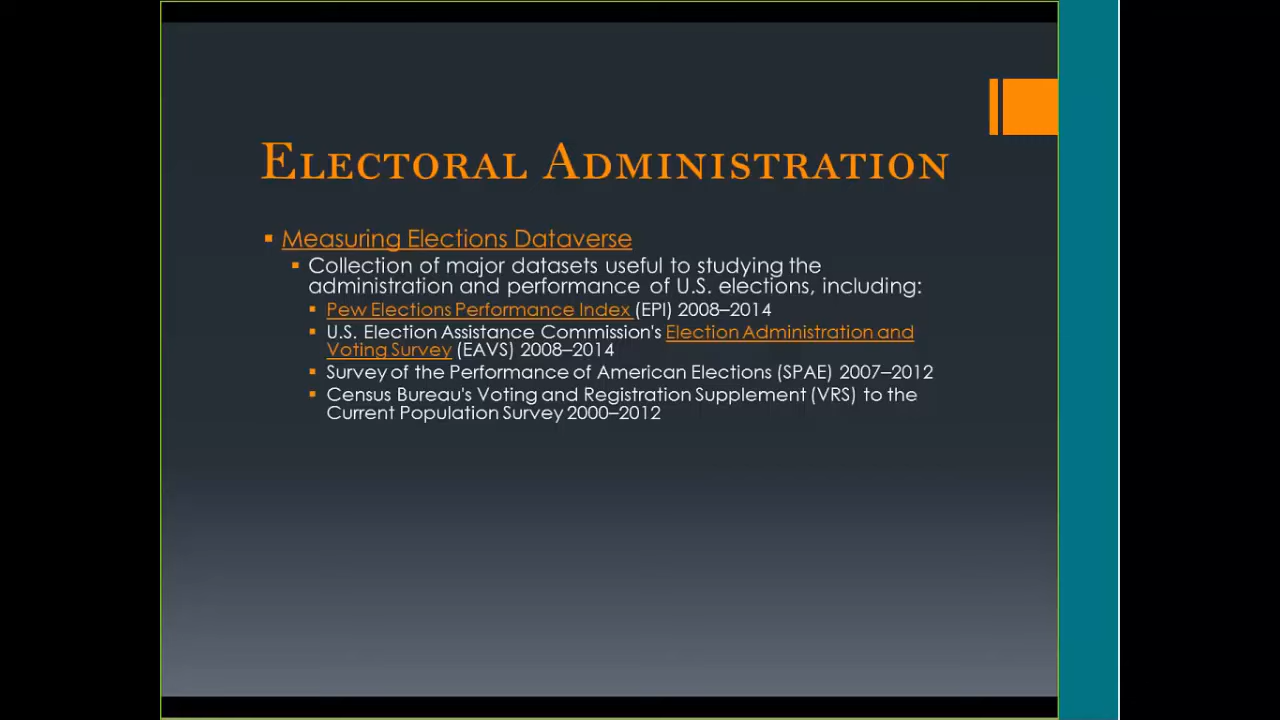 Electoral Administration
Measuring Elections Dataverse
Collection of major datasets useful to studying the
administration and performance of U.S. elections, including:
Pew Elections Performance Index (EPI) 2008–2014
U.S. Election Assistance Commission's Election Administration and
Voting Survey (EAVS) 2008–2014
Survey of the Performance of American Elections (SPAE) 2007–2012
Census Bureau's Voting and Registration Supplement (VRS) to the
Current Population Survey 2000–2012